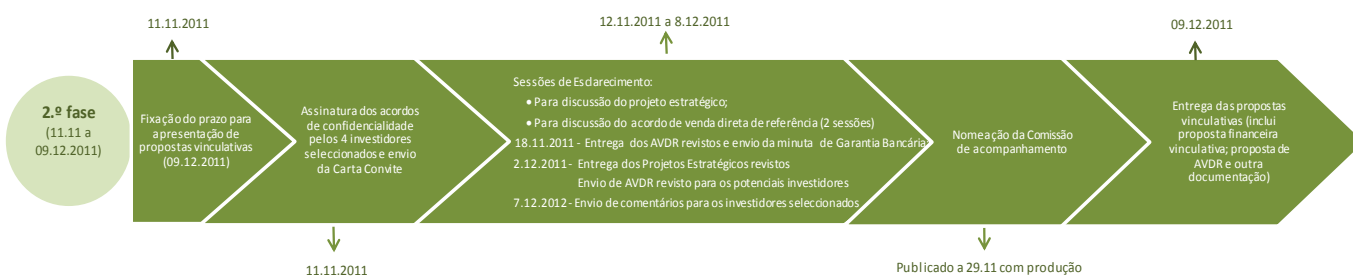 11.11.2011
12.11.2011 a 8.12.2011
09.12.2011
2.º fase
(11.11 a
09.12.2011)
Fixação do prazo para
apresentação de
propostas vinculativas
(09.12.2011)
Assinatura dos acordos
de confidencialidade
pelos 4 investidores
seleccionados e envio
da Carta Convite
Sessões de Esclarecimento:
• Para discussão do projeto estratégico;
• Para discussão do acordo de venda direta de referência (2 sessões)
18.11.2011 - Entrega dos AVDR revistos e envio da minuta de Garantia Bancária
2.12.2011 - Entrega dos Projetos Estratégicos revistos
Envio de AVDR revisto para os potenciais investidores
7.12.2012 - Envio de comentários para os investidores seleccionados
Nomeação da Comissão
de acompanhamento
Entrega das propostas
vinculativas (inclui
proposta financeira
vinculativa; proposta de
AVDR e outra
documentação)
11.11.2011
Publicado a 29.11 com produção